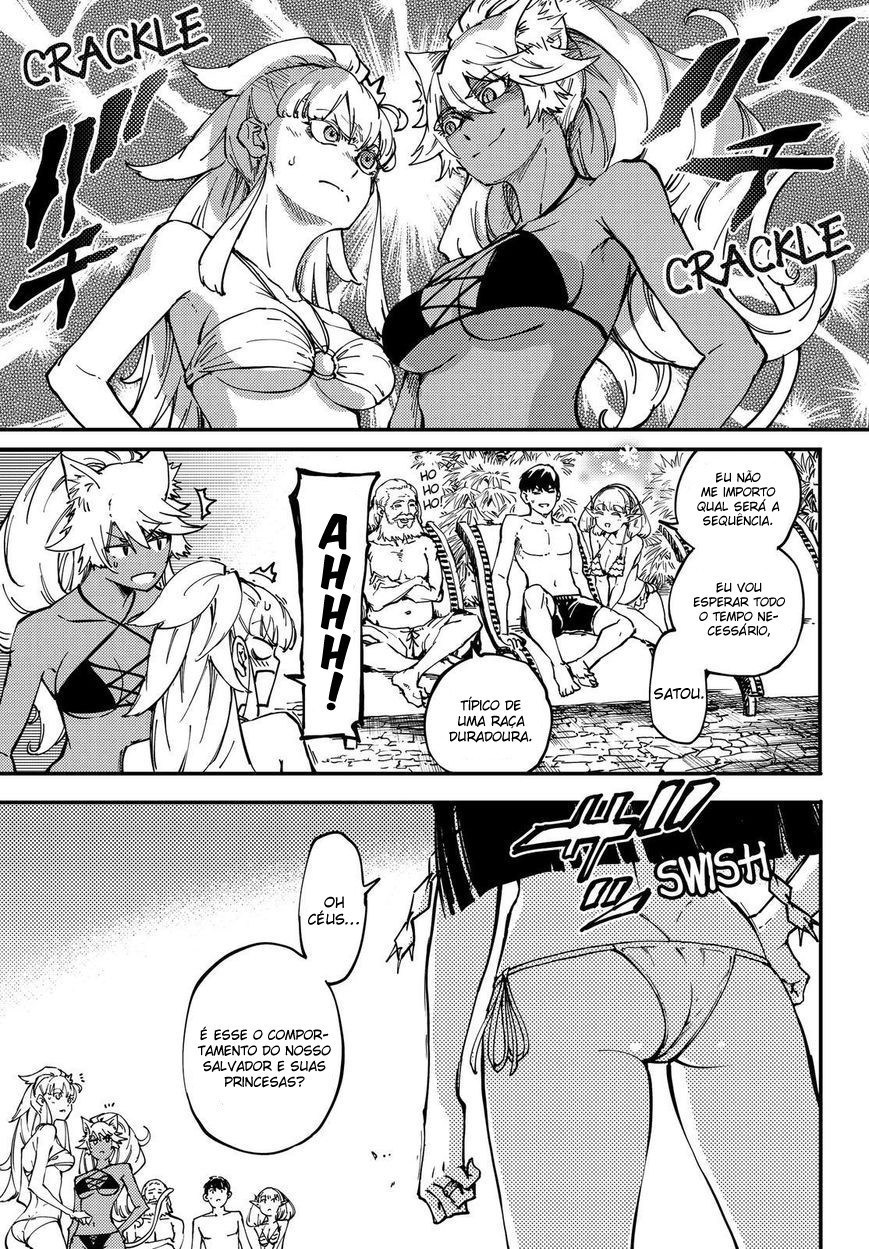 CRACKLE
バチ
バチ
CRACKLE
EU NÃO
ME IMPORTO
QUAL SERÁ A
SEQUÊNCIA.
EU VOU
ESPERAR TODO
O TEMPO NE-
CESSÁRIO,
SATOU.
HO
HO
HO!
TÍPICO DE
UMA RAÇA
DURADOURA.
AHHH!
SWISH
OH
CÉUS...
É ESSE O COMPOR-
TAMENTO DO NOSSO
SALVADOR E SUAS
PRINCESAS?